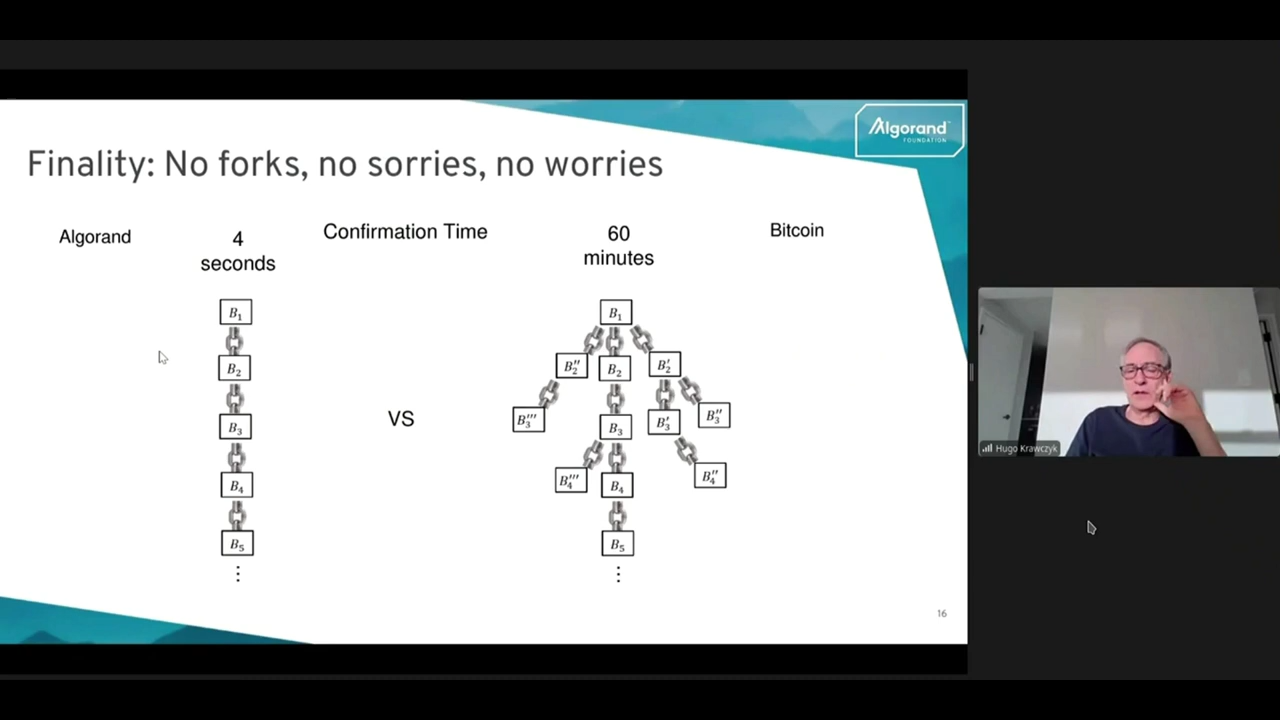 Algorand
FOUNDATION
Finality: No forks, no sorries, no worries
Algorand
4
seconds
Confirmation Time
60
minutes
Bitcoin
B₁
B₂
B₃
B₄
B₅
⋮
VS
B₁
B₂′′
B₂
B₂′
B₃′′′
B₃
B₃′
B₃′′
B₄′′′
B₄
B₄′′
B₅
⋮
16
Hugo Krawczyk